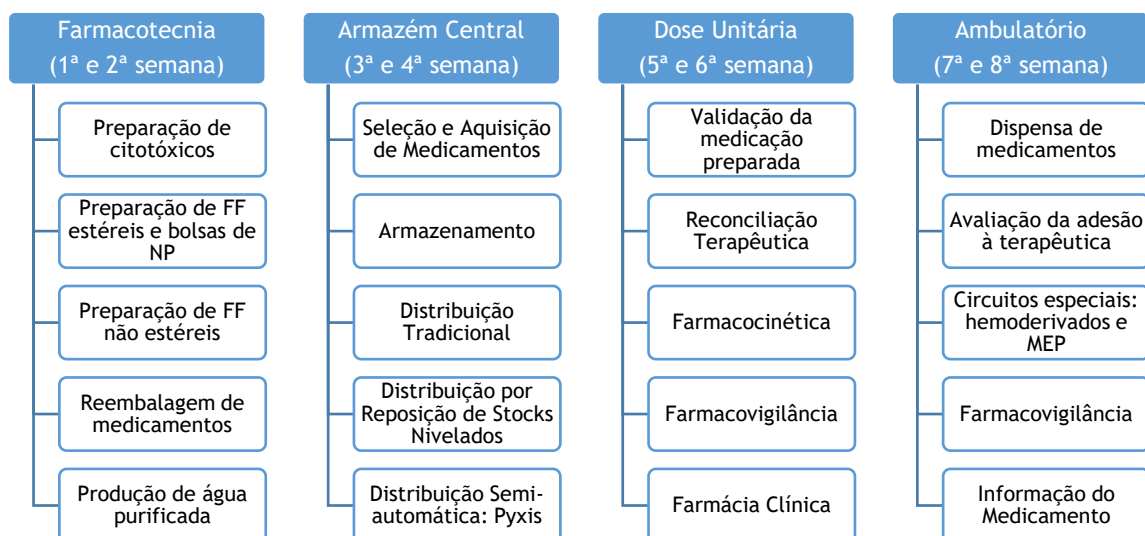 Farmacotecnia
(1ª e 2ª semana)
Preparação de
citotóxicos
Preparação de FF
estéreis e bolsas de
NP
Preparação de FF
não estéreis
Reembalagem de
medicamentos
Produção de água
purificada
Armazém Central
(3ª e 4ª semana)
Seleção e Aquisição
de Medicamentos
Armazenamento
Distribuição
Tradicional
Distribuição por
Reposição de Stocks
Nivelados
Distribuição Semi-
automática: Pyxis
Dose Unitária
(5ª e 6ª semana)
Validação da
medicação
preparada
Reconciliação
Terapêutica
Farmacocinética
Farmacovigilância
Farmácia Clínica
Ambulatório
(7ª e 8ª semana)
Dispensa de
medicamentos
Avaliação da adesão
à terapêutica
Circuitos especiais:
hemoderivados e
MEP
Farmacovigilância
Informação do
Medicamento